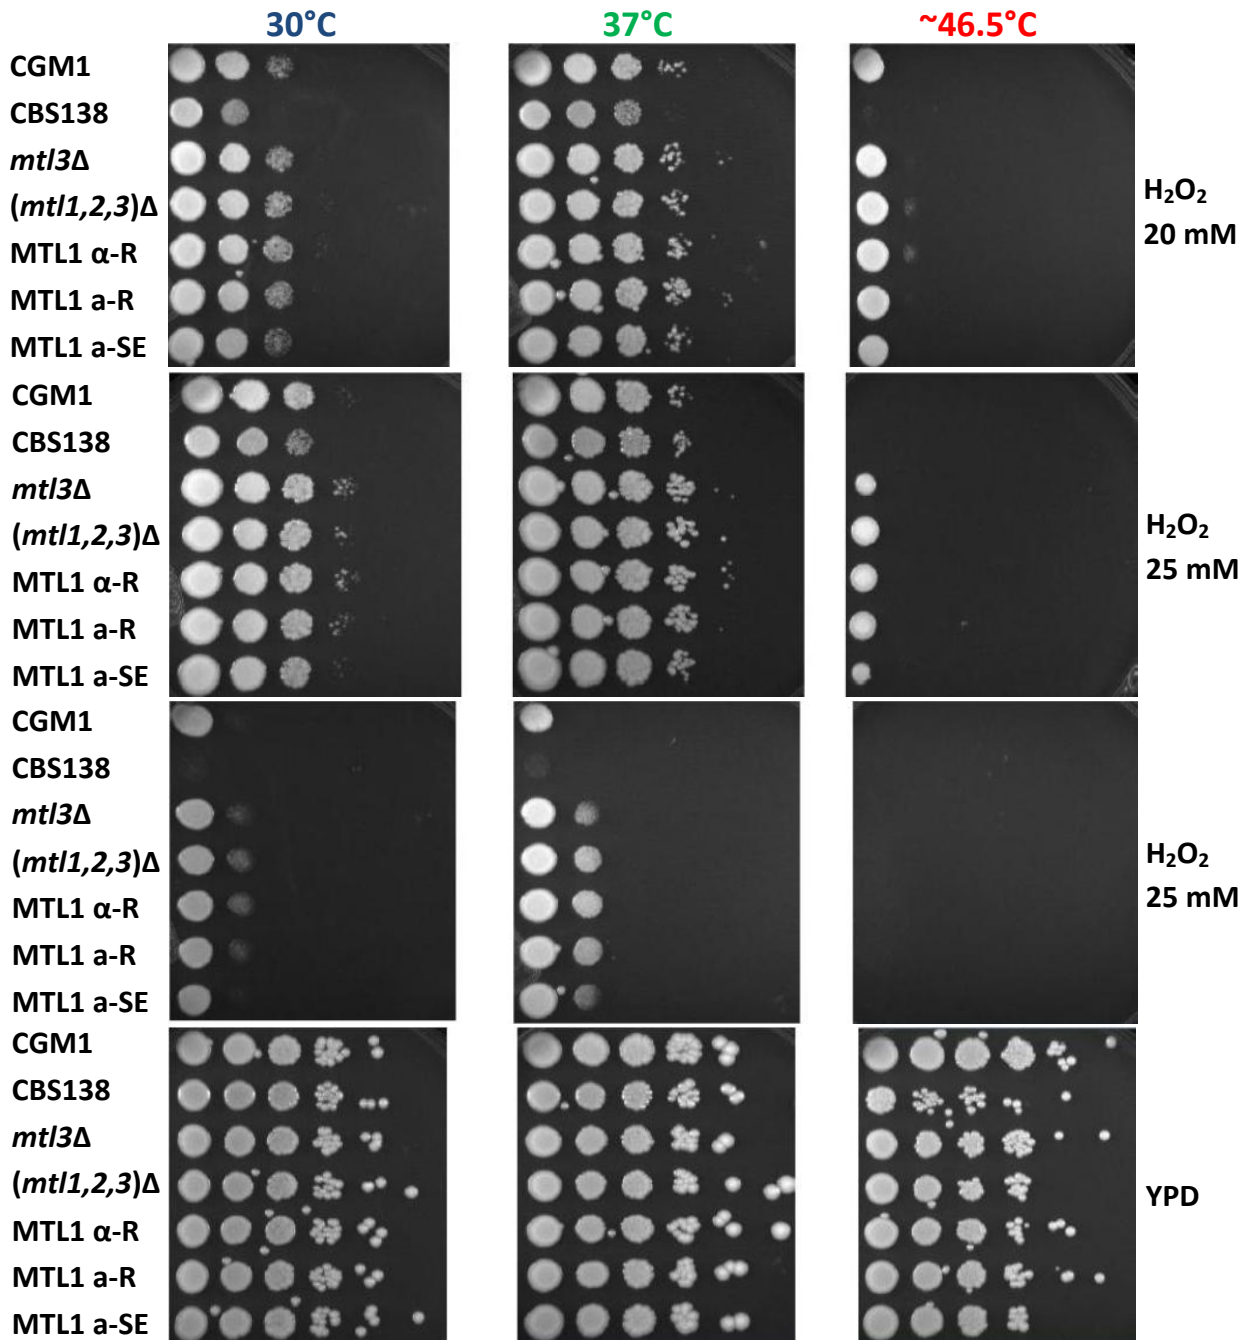 30°C 37°C ~46.5°C
CGM1
CBS138
mtl3Δ
(mtl1,2,3)Δ
MTL1 α-R
MTL1 a-R
MTL1 a-SE
H₂O₂
20 mM
CGM1
CBS138
mtl3Δ
(mtl1,2,3)Δ
MTL1 α-R
MTL1 a-R
MTL1 a-SE
H₂O₂
25 mM
CGM1
CBS138
mtl3Δ
(mtl1,2,3)Δ
MTL1 α-R
MTL1 a-R
MTL1 a-SE
H₂O₂
25 mM
CGM1
CBS138
mtl3Δ
(mtl1,2,3)Δ
MTL1 α-R
MTL1 a-R
MTL1 a-SE
YPD